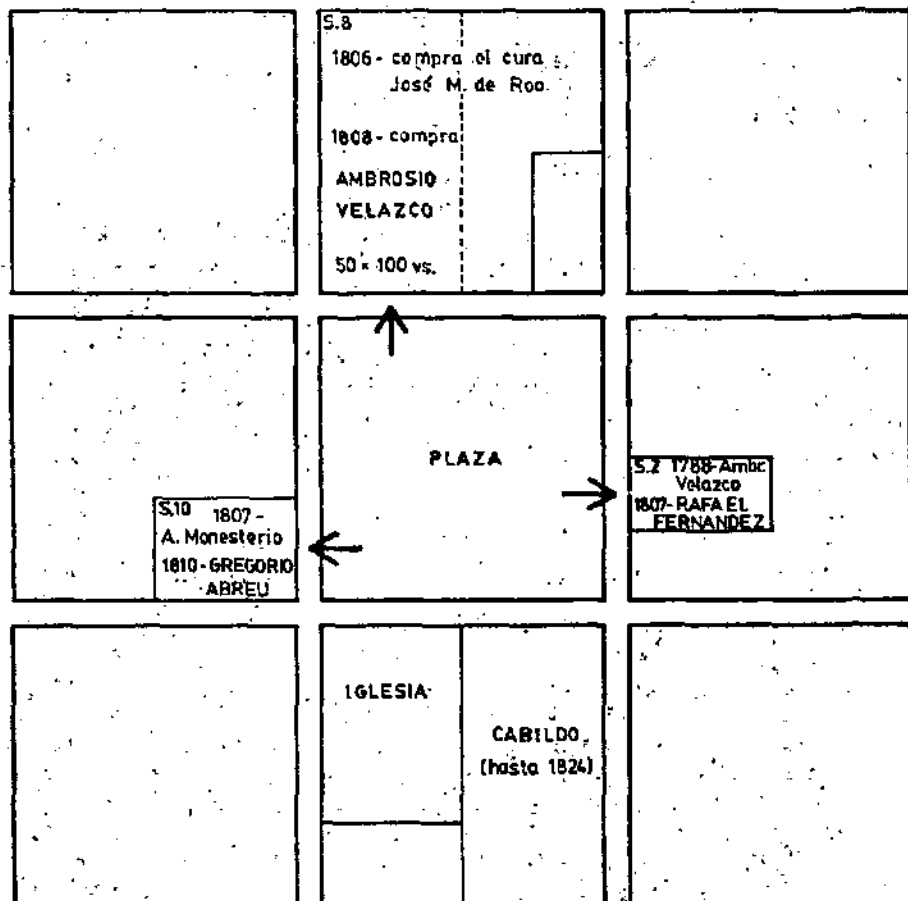 S.8
1806 - compra el cura
José M. de Roo.
1808 - compra
AMBROSIO
VELAZCO
50 x 100 vs.
PLAZA
S.2 1788-Ambr.
Velazco
1807-RAFAEL
FERNANDEZ
S.10 1807 -
A. Monesterio
1810-GREGORIO
ABREU
IGLESIA
CABILDO
(hasta 1824)